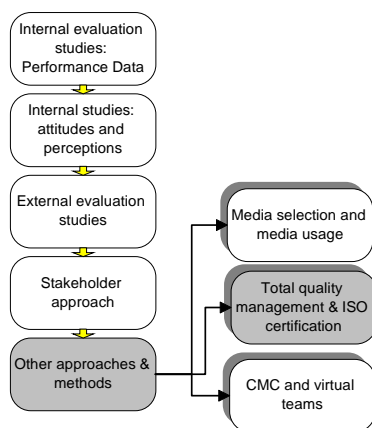 Internal evaluation
studies:
Performance Data
Internal studies:
attitudes and
perceptions
External evaluation
studies
Stakeholder
approach
Other approaches &
methods
Media selection and
media usage
Total quality
management & ISO
certification
CMC and virtual
teams